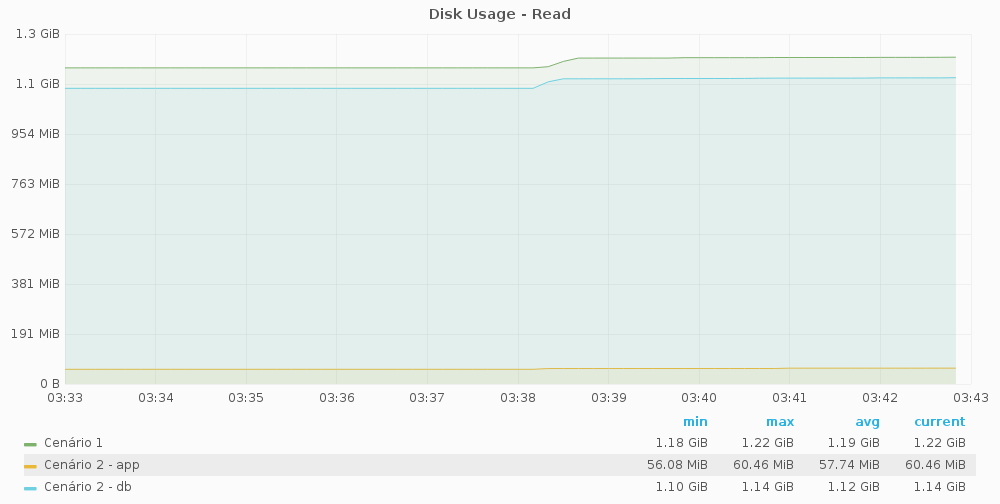 Disk Usage - Read
1.3 GiB
1.1 GiB
954 MiB
763 MiB
572 MiB
381 MiB
191 MiB
0 B
03:33 03:34 03:35 03:36 03:37 03:38 03:39 03:40 03:41 03:42 03:43
min max avg current
Cenário 1 1.18 GiB 1.22 GiB 1.19 GiB 1.22 GiB
Cenário 2 - app 56.08 MiB 60.46 MiB 57.74 MiB 60.46 MiB
Cenário 2 - db 1.10 GiB 1.14 GiB 1.12 GiB 1.14 GiB